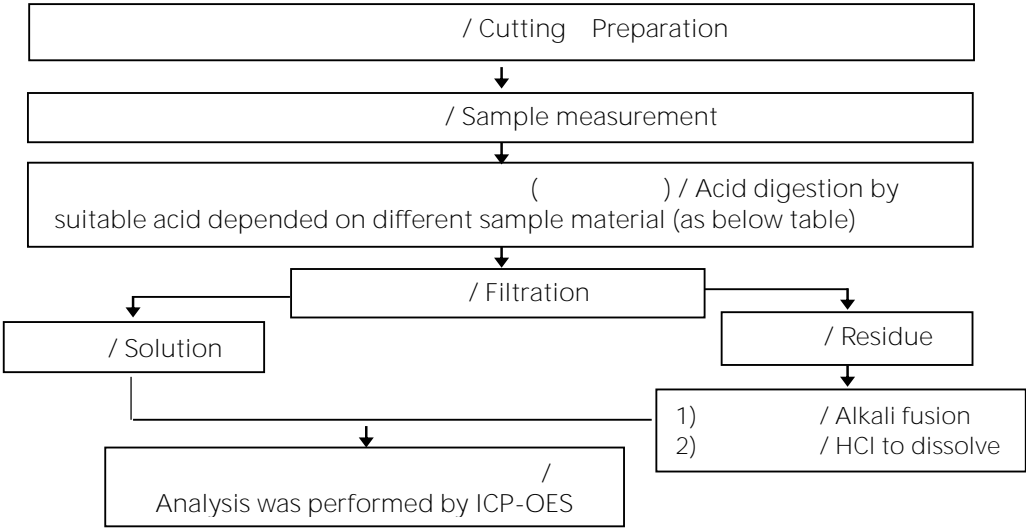 / Cutting Preparation
/ Sample measurement
( ) / Acid digestion by
suitable acid depended on different sample material (as below table)
/ Filtration
/ Solution
/ Residue
1) / Alkali fusion
2) / HCl to dissolve
/
Analysis was performed by ICP-OES